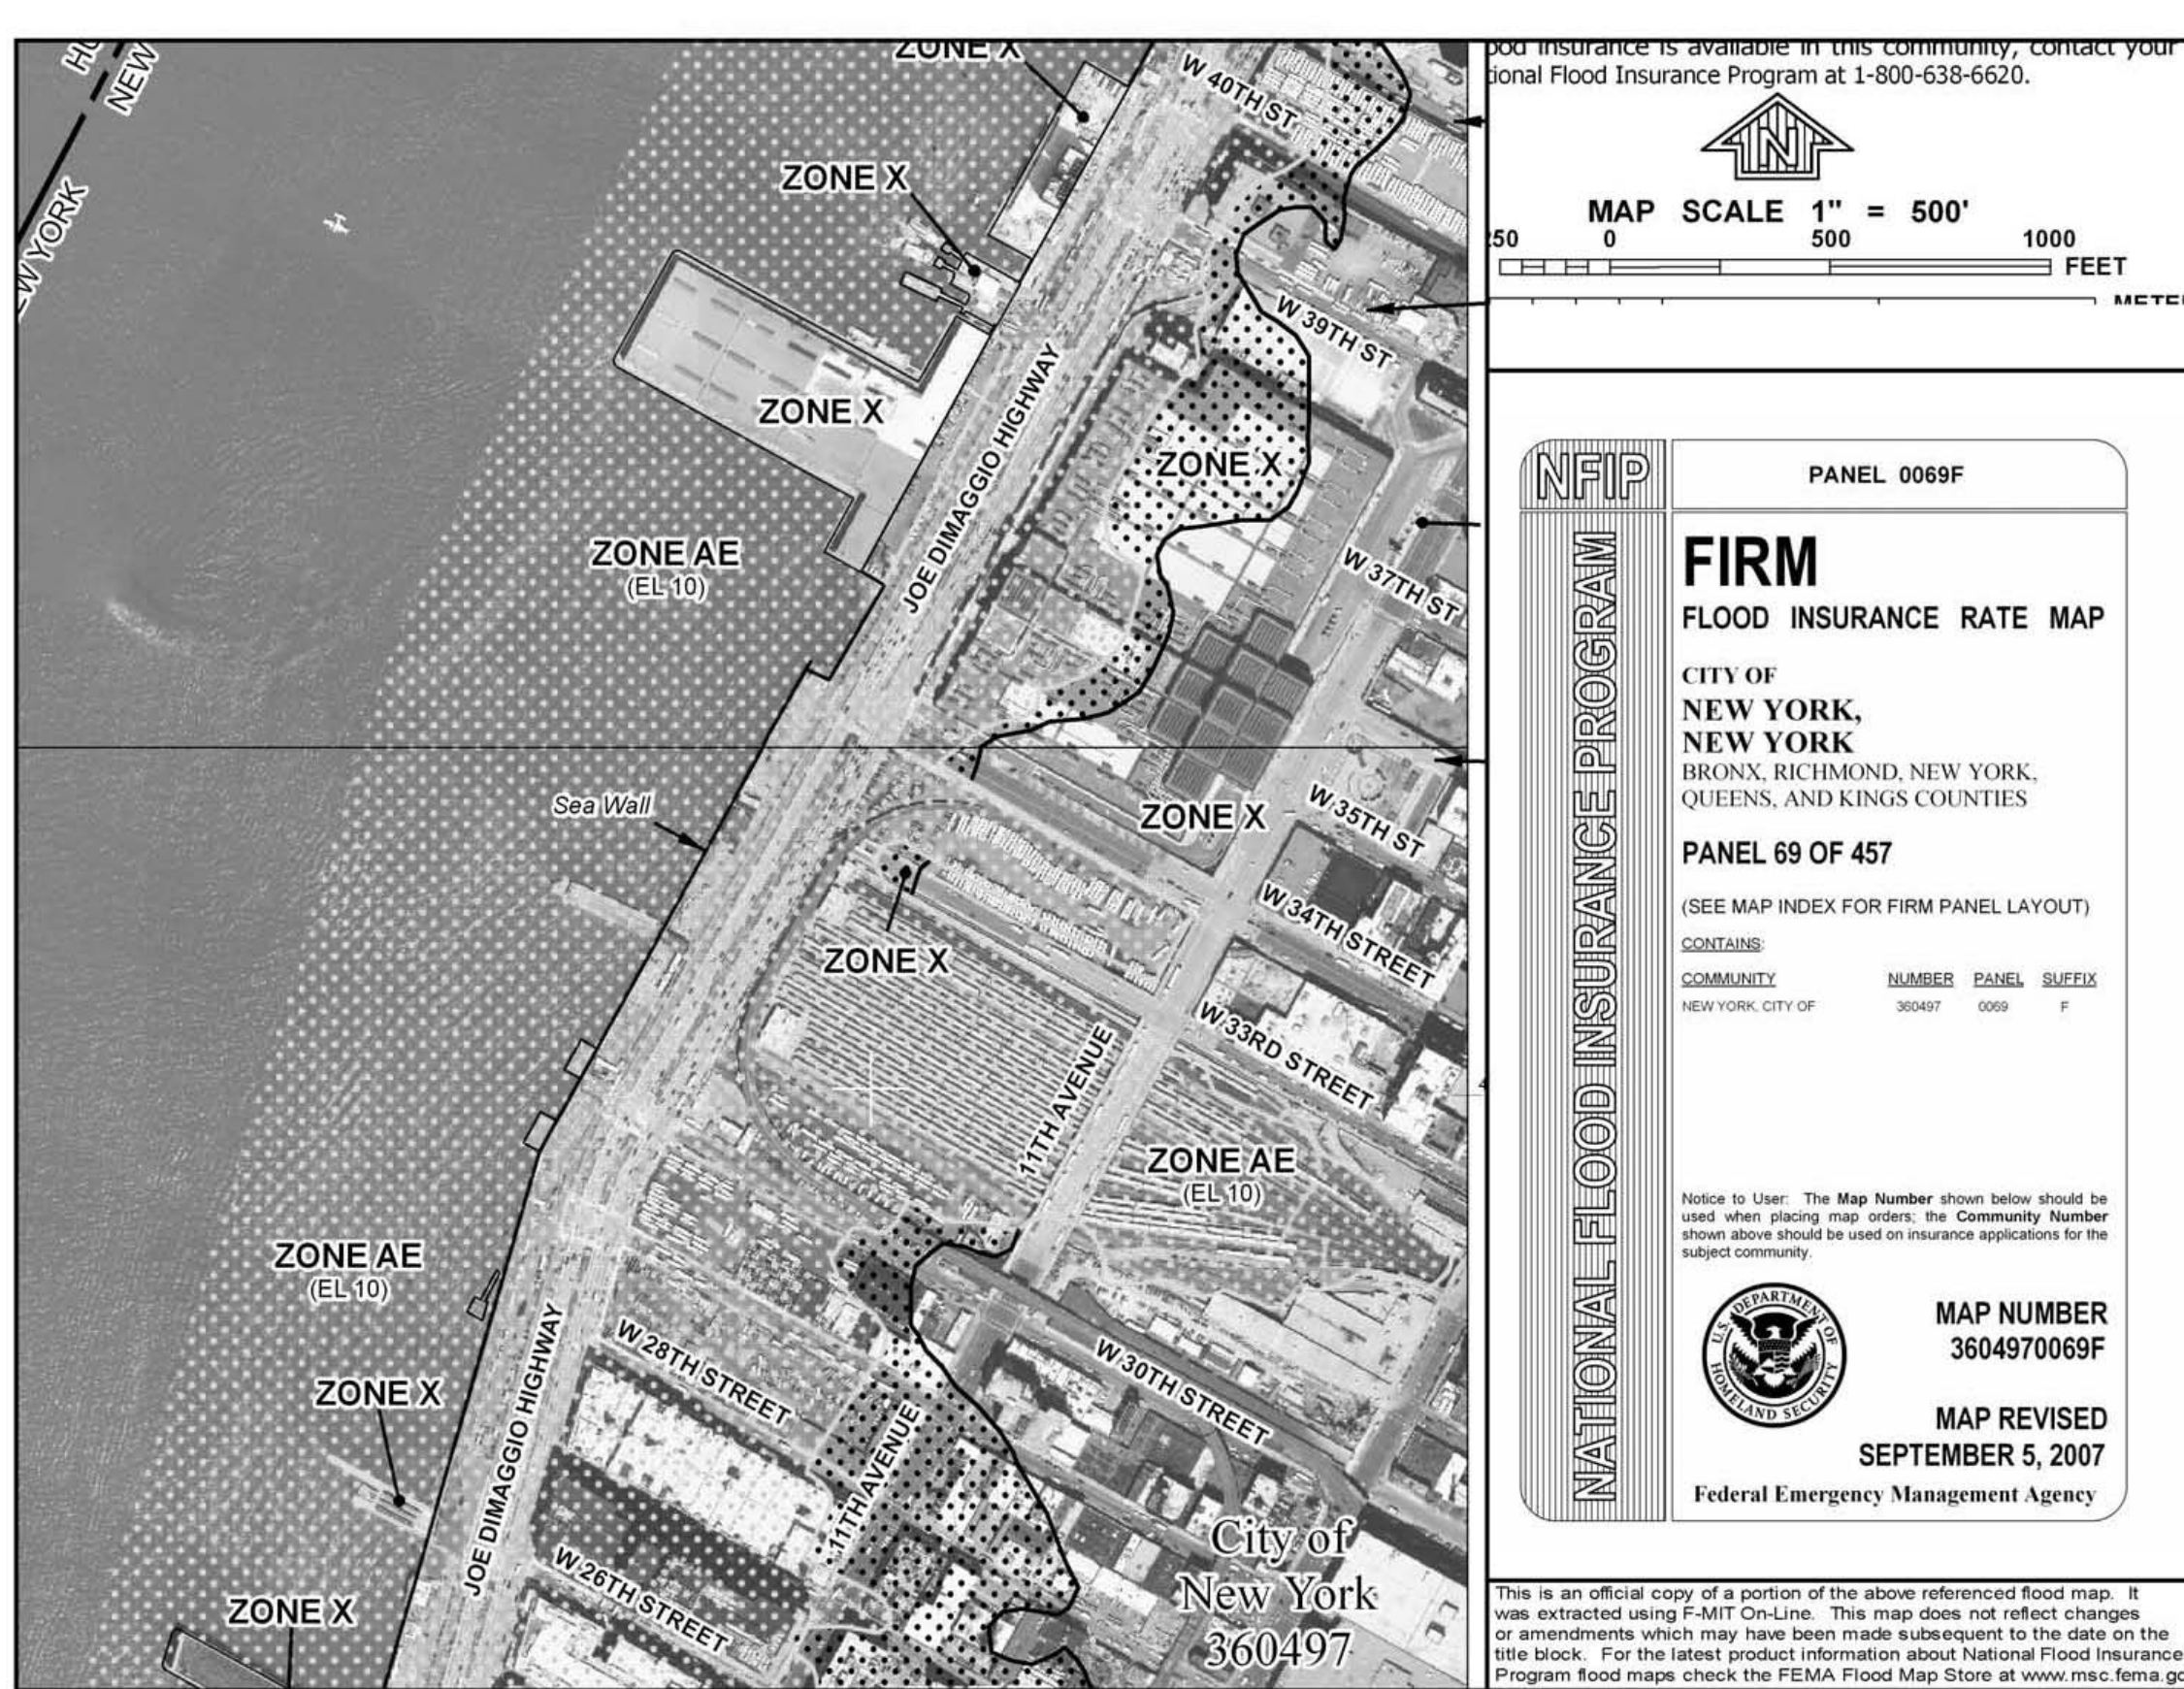 ZONE X
W 40TH ST
NEW
NEW YORK
ZONE X
W 39TH ST
ZONE X
JOE DIMAGGIO HIGHWAY
ZONE X
ZONE AE
(EL 10)
W 37TH ST
Sea Wall
ZONE X
W 35TH ST
W 34TH STREET
ZONE X
W 33RD STREET
11TH AVENUE
ZONE AE
(EL 10)
ZONE AE
(EL 10)
W 28TH STREET
W 30TH STREET
ZONE X
JOE DIMAGGIO HIGHWAY
11TH AVENUE
W 26TH STREET
ZONE X
City of
New York
360497
ood insurance is available in this community, contact your
tional Flood Insurance Program at 1-800-638-6620.
N
MAP SCALE 1" = 500'
250 0 500 1000
FEET
NFIP
PANEL 0069F
NATIONAL FLOOD INSURANCE PROGRAM
FIRM
FLOOD INSURANCE RATE MAP
CITY OF
NEW YORK,
NEW YORK
BRONX, RICHMOND, NEW YORK,
QUEENS, AND KINGS COUNTIES
PANEL 69 OF 457
(SEE MAP INDEX FOR FIRM PANEL LAYOUT)
CONTAINS:
COMMUNITY NUMBER PANEL SUFFIX
NEW YORK, CITY OF 360497 0069 F
Notice to User: The Map Number shown below should be
used when placing map orders; the Community Number
shown above should be used on insurance applications for the
subject community.
U.S. DEPARTMENT OF HOMELAND SECURITY
MAP NUMBER
3604970069F
MAP REVISED
SEPTEMBER 5, 2007
Federal Emergency Management Agency
This is an official copy of a portion of the above referenced flood map. It
was extracted using F-MIT On-Line. This map does not reflect changes
or amendments which may have been made subsequent to the date on the
title block. For the latest product information about National Flood Insurance
Program flood maps check the FEMA Flood Map Store at www.msc.fema.go